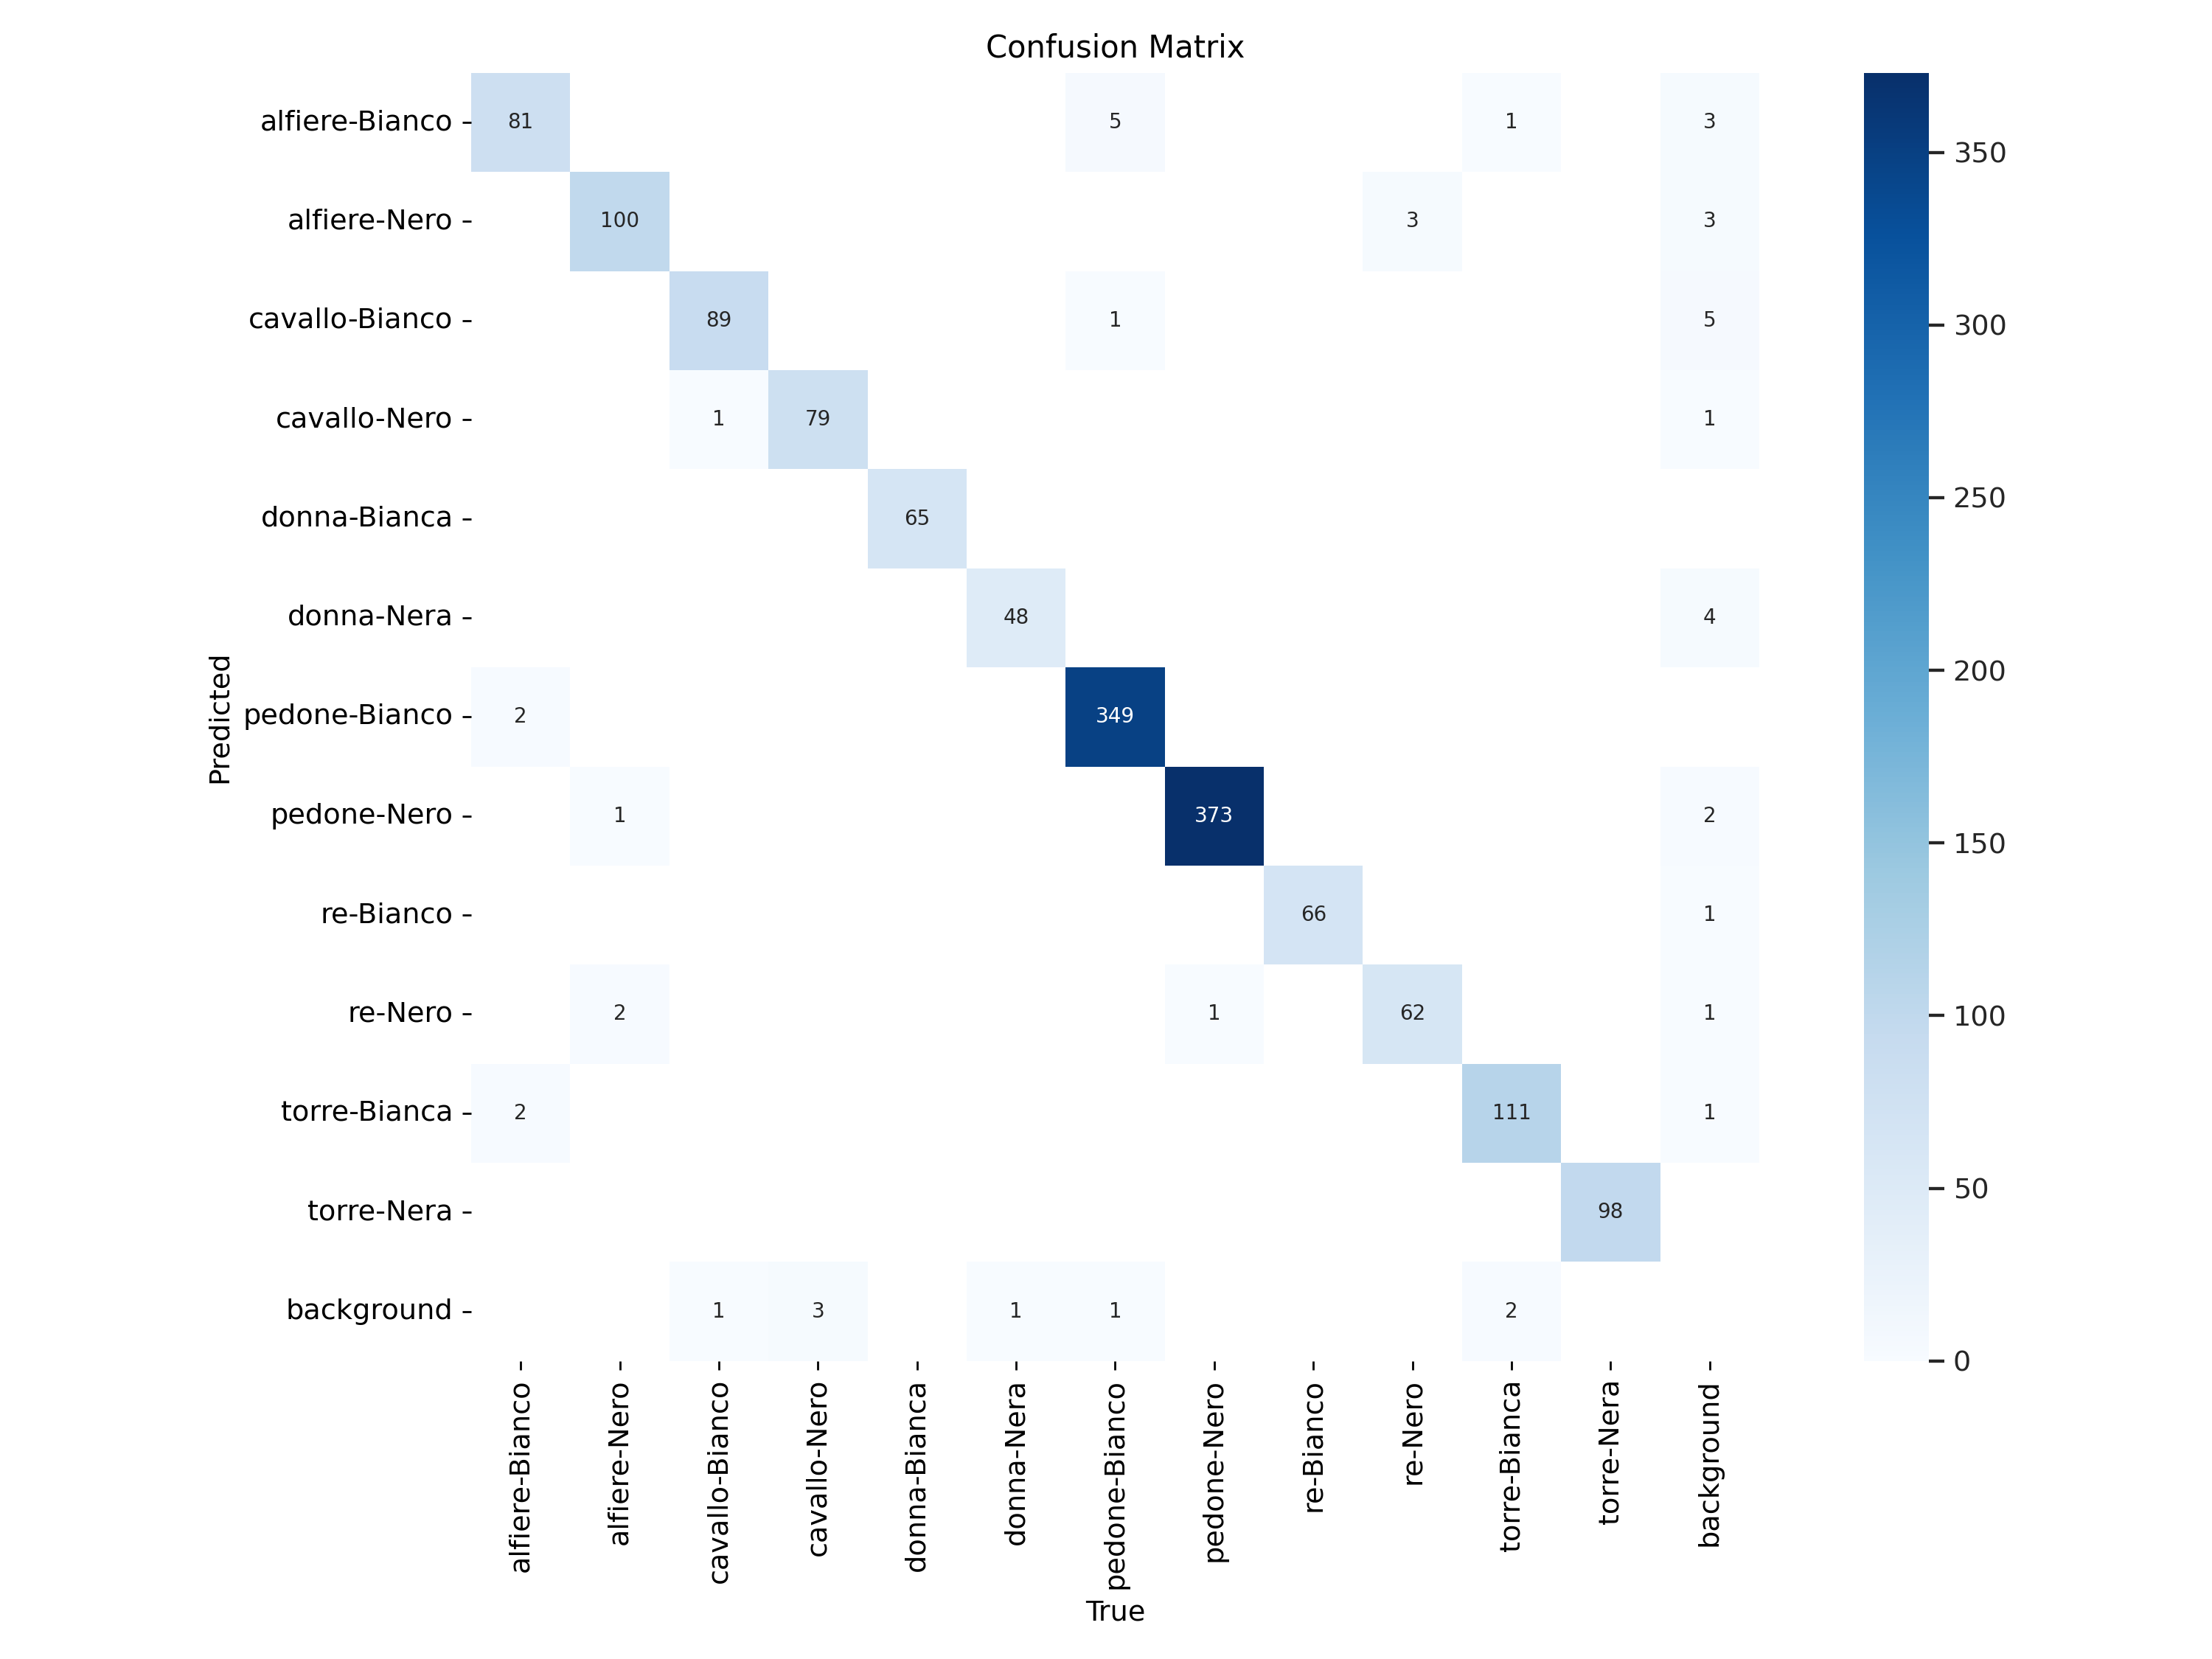 Confusion Matrix
alfiere-Bianco 81 5 1 3
alfiere-Nero 100 3 3
cavallo-Bianco 89 1 5
cavallo-Nero 1 79 1
donna-Bianca 65
donna-Nera 48 4
pedone-Bianco 2 349
pedone-Nero 1 373 2
re-Bianco 66 1
re-Nero 2 1 62 1
torre-Bianca 2 111 1
torre-Nera 98
background 1 3 1 1 2
Predicted
alfiere-Bianco
alfiere-Nero
cavallo-Bianco
cavallo-Nero
donna-Bianca
donna-Nera
pedone-Bianco
pedone-Nero
re-Bianco
re-Nero
torre-Bianca
torre-Nera
background
True
350
300
250
200
150
100
50
0